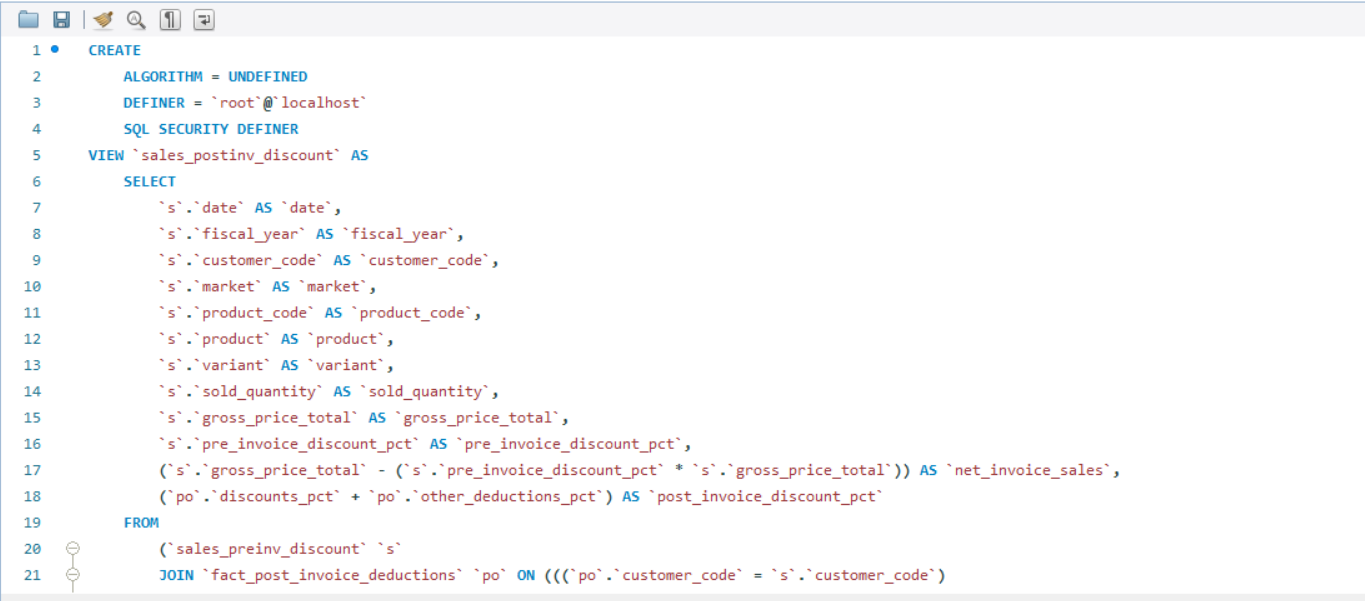 1 CREATE
2 ALGORITHM = UNDEFINED
3 DEFINER = `root`@`localhost`
4 SQL SECURITY DEFINER
5 VIEW `sales_postinv_discount` AS
6 SELECT
7 `s`.`date` AS `date`,
8 `s`.`fiscal_year` AS `fiscal_year`,
9 `s`.`customer_code` AS `customer_code`,
10 `s`.`market` AS `market`,
11 `s`.`product_code` AS `product_code`,
12 `s`.`product` AS `product`,
13 `s`.`variant` AS `variant`,
14 `s`.`sold_quantity` AS `sold_quantity`,
15 `s`.`gross_price_total` AS `gross_price_total`,
16 `s`.`pre_invoice_discount_pct` AS `pre_invoice_discount_pct`,
17 (`s`.`gross_price_total` - (`s`.`pre_invoice_discount_pct` * `s`.`gross_price_total`)) AS `net_invoice_sales`,
18 (`po`.`discounts_pct` + `po`.`other_deductions_pct`) AS `post_invoice_discount_pct`
19 FROM
20 (`sales_preinv_discount` `s`
21 JOIN `fact_post_invoice_deductions` `po` ON (((`po`.`customer_code` = `s`.`customer_code`)